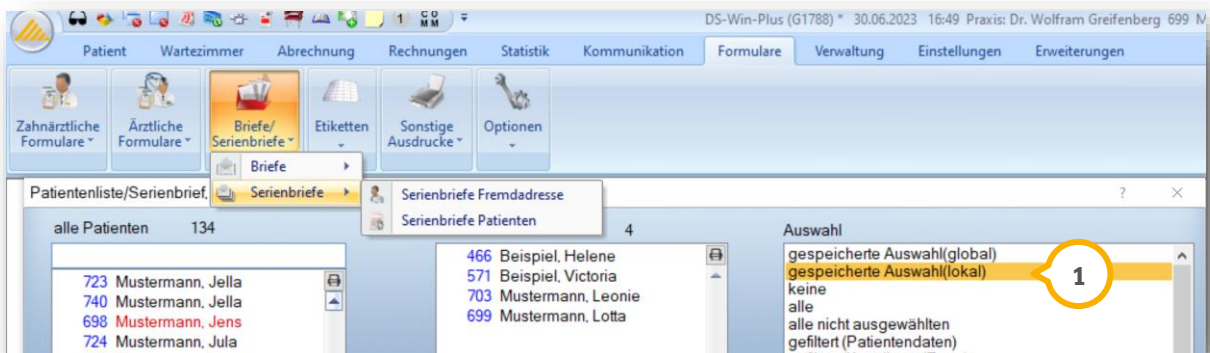 1 CO MM
DS-Win-Plus (G1788) * 30.06.2023 16:49 Praxis: Dr. Wolfram Greifenberg 699 M
Patient Wartezimmer Abrechnung Rechnungen Statistik Kommunikation Formulare Verwaltung Einstellungen Erweiterungen
Zahnärztliche Formulare
Ärztliche Formulare
Briefe/ Serienbriefe
Etiketten
Sonstige Ausdrucke
Optionen
Briefe
Serienbriefe
Serienbriefe Fremdadresse
Serienbriefe Patienten
Patientenliste/Serienbrief,
? ×
alle Patienten 134
723 Mustermann, Jella
740 Mustermann, Jella
698 Mustermann, Jens
724 Mustermann, Jula
4
466 Beispiel, Helene
571 Beispiel, Victoria
703 Mustermann, Leonie
699 Mustermann, Lotta
Auswahl
gespeicherte Auswahl(global)
gespeicherte Auswahl(lokal)
keine
alle
alle nicht ausgewählten
gefiltert (Patientendaten)
1